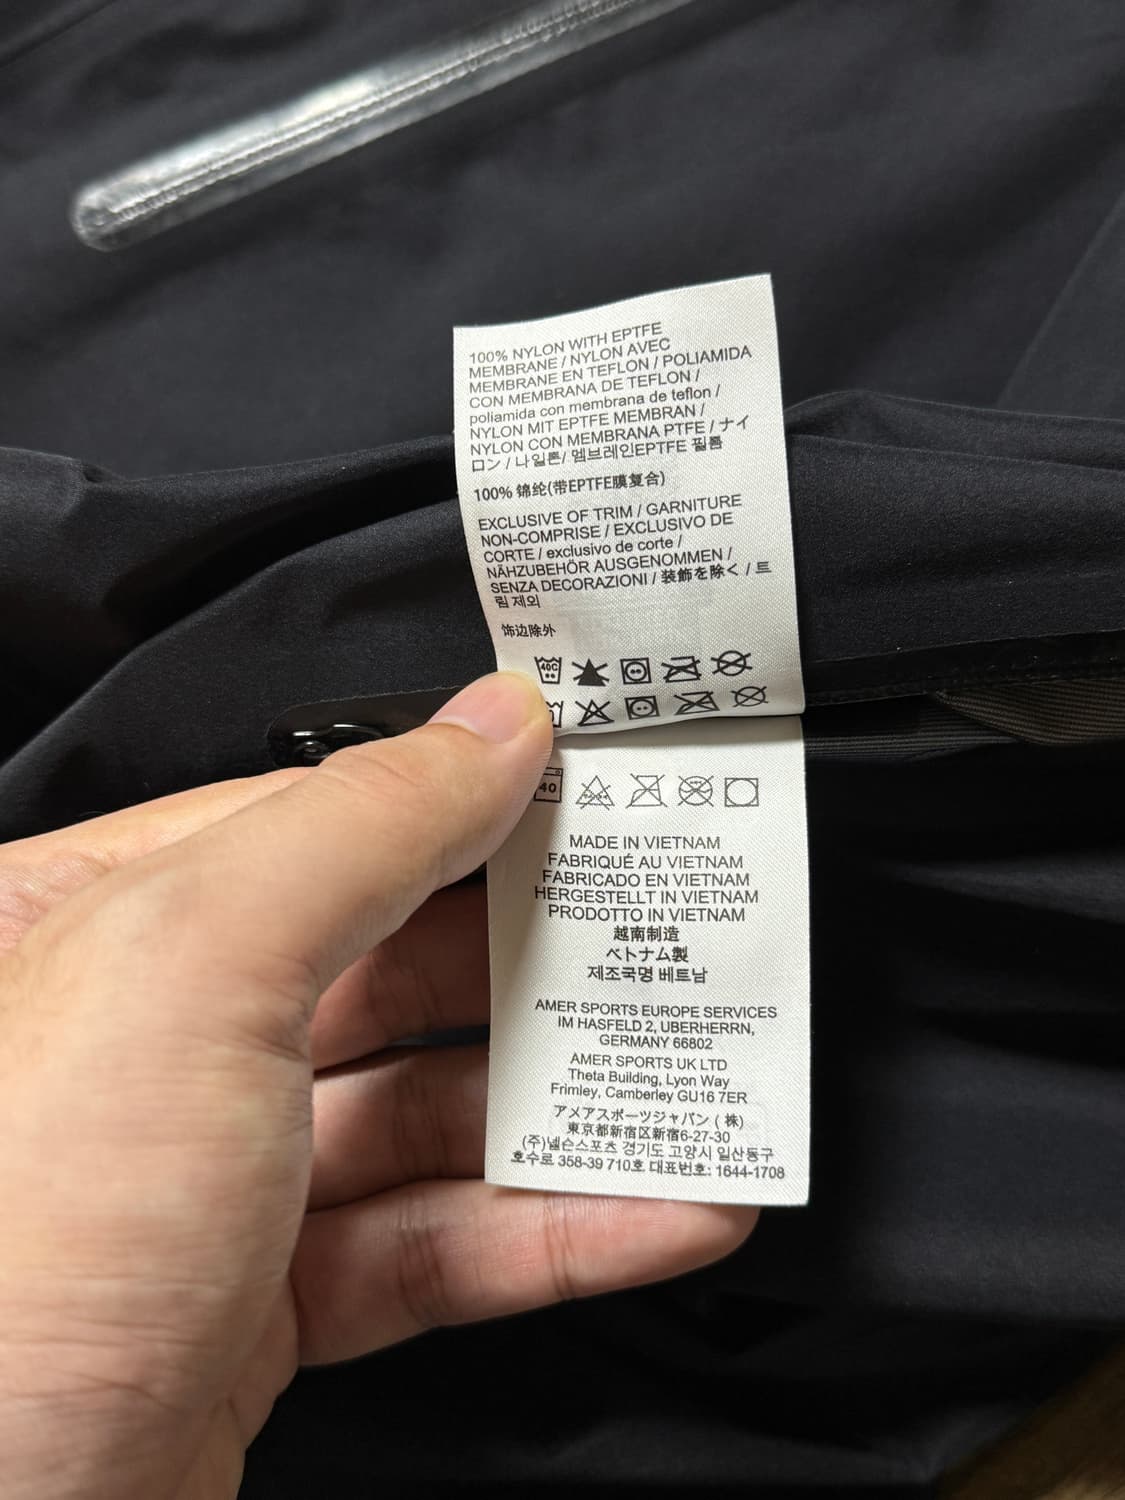 100% NYLON WITH EPTFE
MEMBRANE / NYLON AVEC
MEMBRANE EN TEFLON / POLIAMIDA
CON MEMBRANA DE TEFLON /
poliamida con membrana de teflon /
NYLON MIT EPTFE MEMBRAN /
NYLON CON MEMBRANA PTFE / ナイ
ロン / 나일론/ 멤브레인EPTFE 필름
100% 锦纶(带EPTFE膜复合)
EXCLUSIVE OF TRIM / GARNITURE
NON-COMPRISE / EXCLUSIVO DE
CORTE / exclusivo de corte /
NÄHZUBEHÖR AUSGENOMMEN /
SENZA DECORAZIONI / 装飾を除く / 트
림 제외
饰边除外
40C
40
MADE IN VIETNAM
FABRIQUÉ AU VIETNAM
FABRICADO EN VIETNAM
HERGESTELLT IN VIETNAM
PRODOTTO IN VIETNAM
越南制造
ベトナム製
제조국명 베트남
AMER SPORTS EUROPE SERVICES
IM HASFELD 2, UBERHERRN,
GERMANY 66802
AMER SPORTS UK LTD
Theta Building, Lyon Way
Frimley, Camberley GU16 7ER
アメアスポーツジャパン ( 株)
東京都新宿区新宿6-27-30
(주)넬슨스포츠 경기도 고양시 일산동구
호수로 358-39 710호 대표번호: 1644-1708